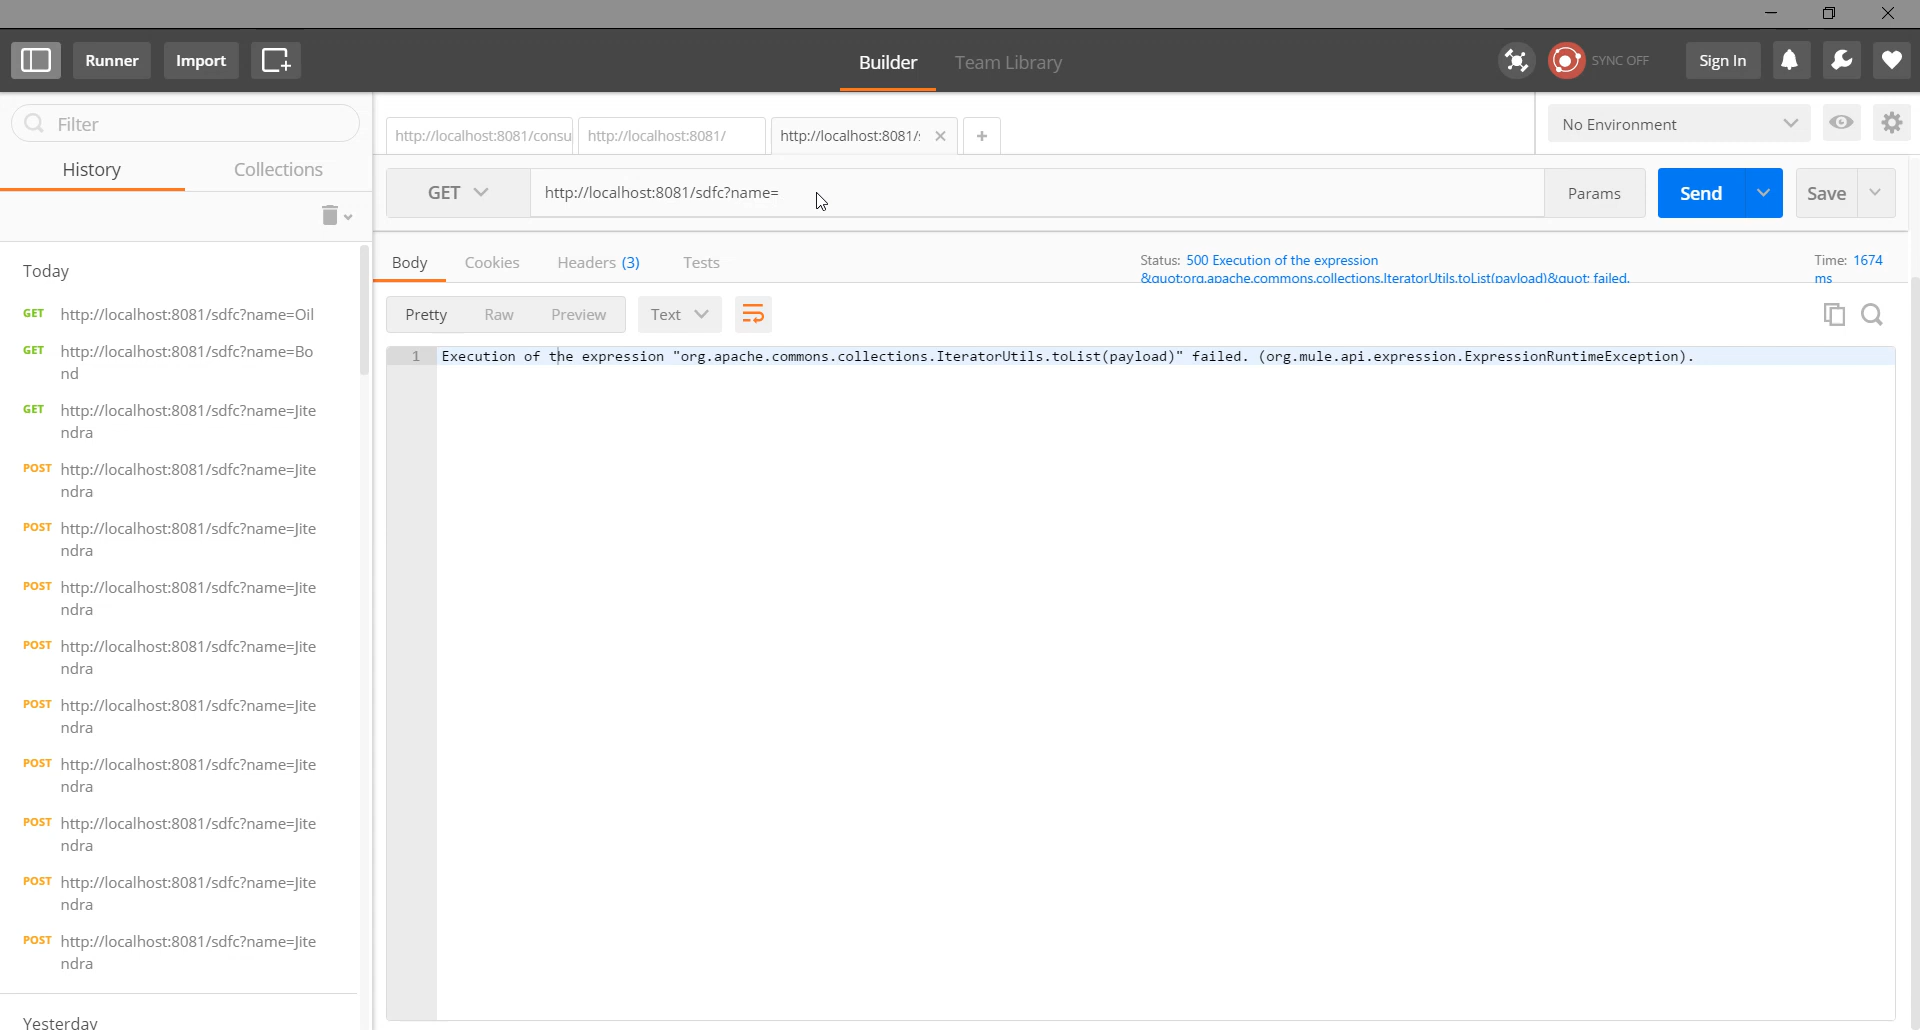 Runner
Import
Builder
Team Library
SYNC OFF
Sign In
Filter
History
Collections
http://localhost:8081/consu
http://localhost:8081/
http://localhost:8081/s
No Environment
GET
http://localhost:8081/sdfc?name=
Params
Send
Save
Body
Cookies
Headers (3)
Tests
Status: 500 Execution of the expression
&quot;org.apache.commons.collections.IteratorUtils.toList(payload)&quot; failed.
Time: 1674
ms
Pretty
Raw
Preview
Text
1 Execution of the expression "org.apache.commons.collections.IteratorUtils.toList(payload)" failed. (org.mule.api.expression.ExpressionRuntimeException).
Today
GET http://localhost:8081/sdfc?name=Oil
GET http://localhost:8081/sdfc?name=Bo
nd
GET http://localhost:8081/sdfc?name=Jite
ndra
POST http://localhost:8081/sdfc?name=Jite
ndra
POST http://localhost:8081/sdfc?name=Jite
ndra
POST http://localhost:8081/sdfc?name=Jite
ndra
POST http://localhost:8081/sdfc?name=Jite
ndra
POST http://localhost:8081/sdfc?name=Jite
ndra
POST http://localhost:8081/sdfc?name=Jite
ndra
POST http://localhost:8081/sdfc?name=Jite
ndra
POST http://localhost:8081/sdfc?name=Jite
ndra
POST http://localhost:8081/sdfc?name=Jite
ndra
Yesterday